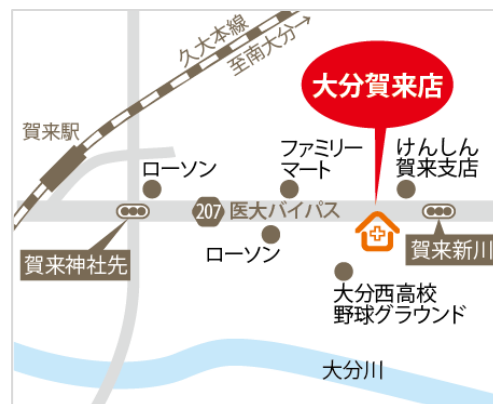 久大本線
至南大分→
大分賀来店
賀来駅
ローソン
ファミリー
マート
けんしん
賀来支店
207
医大バイパス
賀来神社先
ローソン
賀来新川
大分西高校
野球グラウンド
大分川